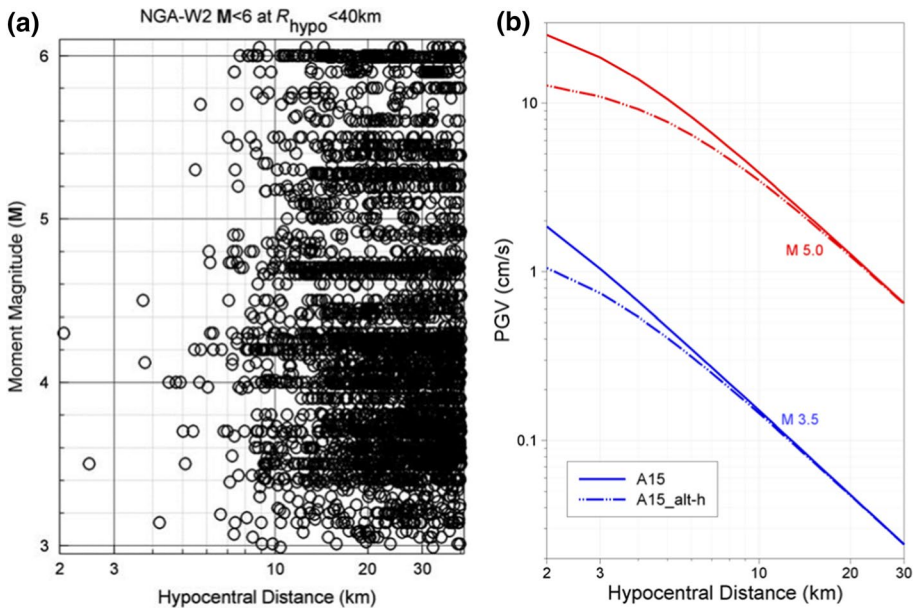 (a)
NGA-W2 M<6 at Rhypo<40km
Moment Magnitude (M)
6
5
4
3
2 3 10 20 30
Hypocentral Distance (km)
(b)
PGV (cm/s)
10
1
0.1
M 5.0
M 3.5
A15
A15_alt-h
2 3 10 20 30
Hypocentral Distance (km)